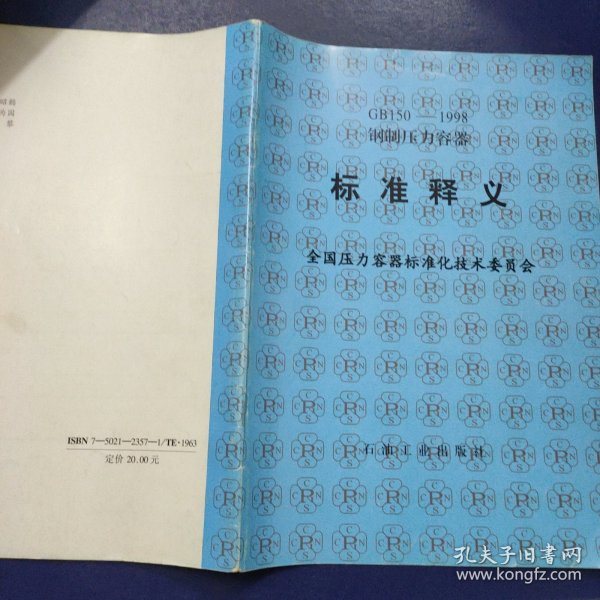 GB150—1998
钢制压力容器
标准释义
全国压力容器标准化技术委员会
石油工业出版社
ISBN 7—5021—2357—1/TE·1963
定价 20.00 元
孔夫子旧书网
www.kongfz.com